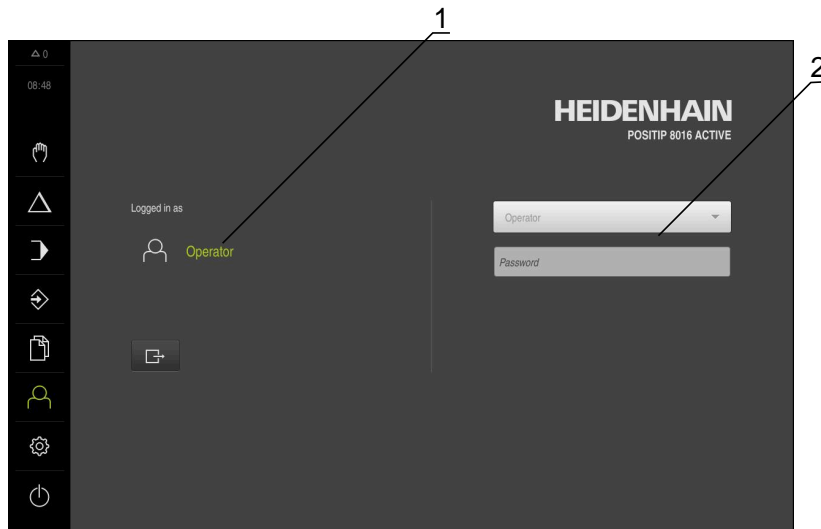 1
2
△ 0
08:48
HEIDENHAIN
POSITIP 8016 ACTIVE
Logged in as
Operator
Operator
Password